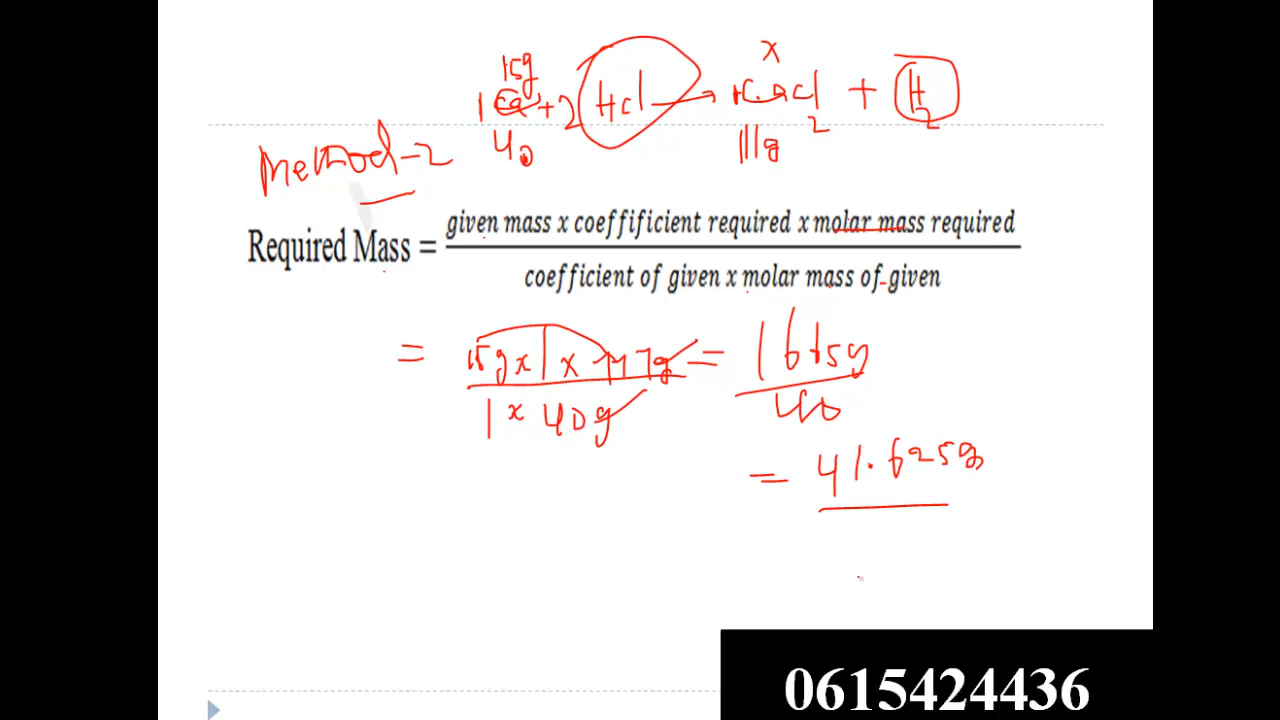 15g x
1Ca + 2HCl → 1CaCl2 + H2
40 111g
Method-2
Required Mass = given mass x coeffificient required x molar mass required / coefficient of given x molar mass of given
= 15g x 1 x 111g / 1 x 40g = 1665g / 40
= 41.625g
0615424436